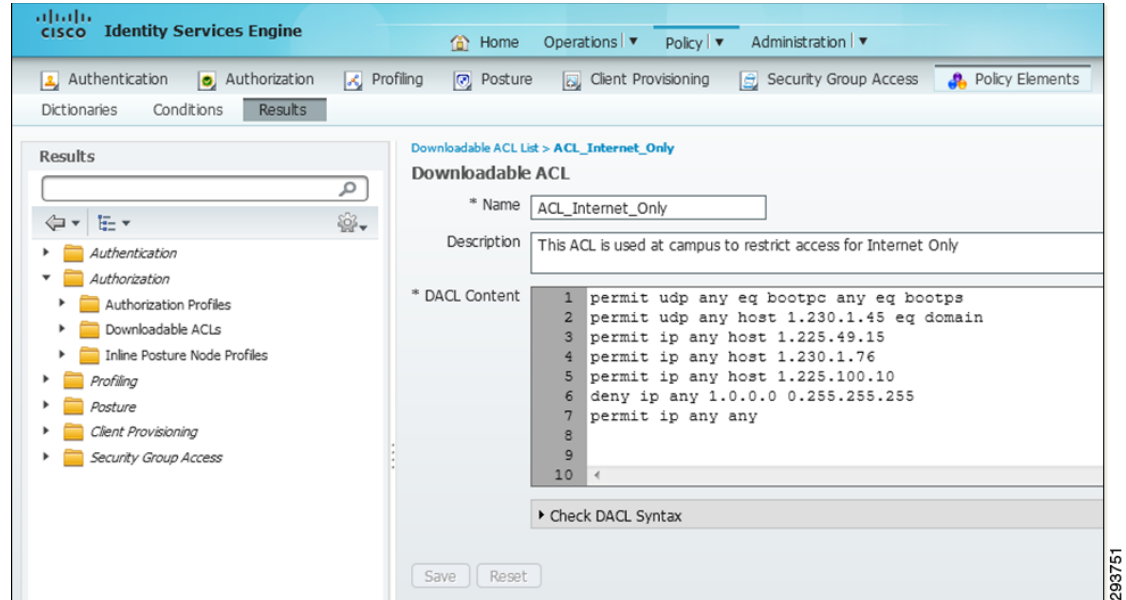 CISCO Identity Services Engine
Home Operations Policy Administration
Authentication Authorization Profiling Posture Client Provisioning Security Group Access Policy Elements
Dictionaries Conditions Results
Results
Authentication
Authorization
Authorization Profiles
Downloadable ACLs
Inline Posture Node Profiles
Profiling
Posture
Client Provisioning
Security Group Access
Downloadable ACL List > ACL_Internet_Only
Downloadable ACL
* Name ACL_Internet_Only
Description This ACL is used at campus to restrict access for Internet Only
* DACL Content
1 permit udp any eq bootpc any eq bootps
2 permit udp any host 1.230.1.45 eq domain
3 permit ip any host 1.225.49.15
4 permit ip any host 1.230.1.76
5 permit ip any host 1.225.100.10
6 deny ip any 1.0.0.0 0.255.255.255
7 permit ip any any
8
9
10
Check DACL Syntax
Save Reset
293751